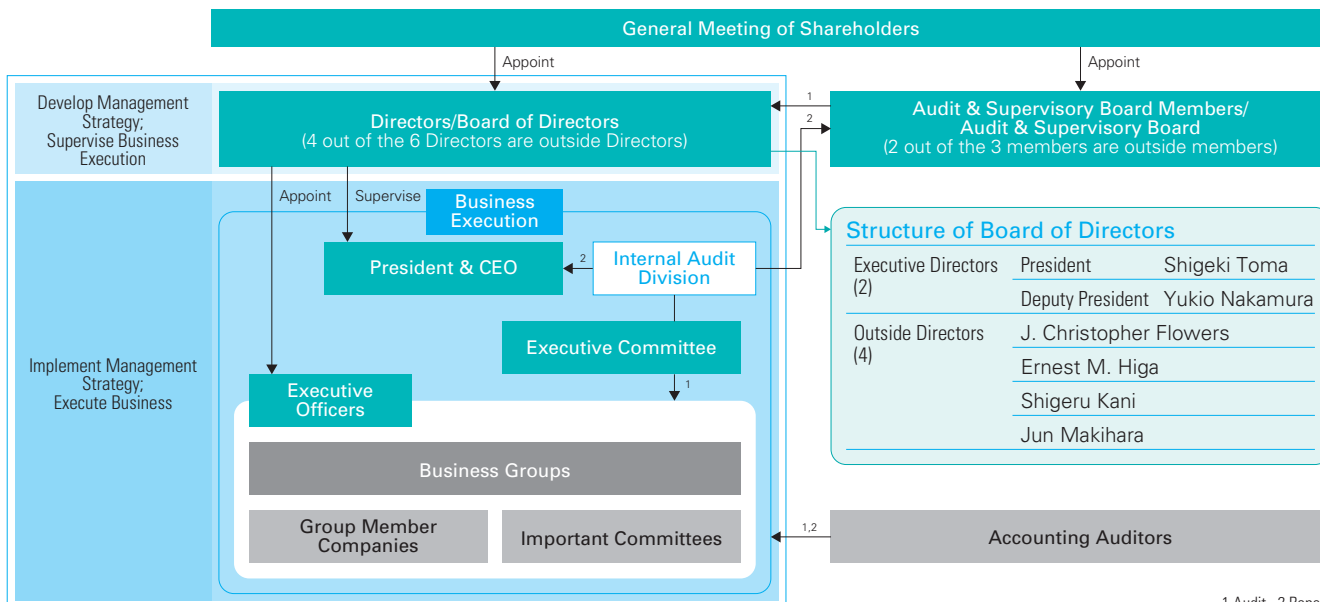 General Meeting of Shareholders
Appoint
Appoint
Develop Management
Strategy;
Supervise Business
Execution
Directors/Board of Directors
(4 out of the 6 Directors are outside Directors)
1
2
Audit & Supervisory Board Members/
Audit & Supervisory Board
(2 out of the 3 members are outside members)
Appoint
Supervise
Business
Execution
President & CEO
2
Internal Audit
Division
Executive Committee
1
Implement Management
Strategy;
Execute Business
Executive
Officers
Business Groups
Group Member
Companies
Important Committees
Structure of Board of Directors
Executive Directors
(2)
President Shigeki Toma
Deputy President Yukio Nakamura
Outside Directors
(4)
J. Christopher Flowers
Ernest M. Higa
Shigeru Kani
Jun Makihara
1,2
Accounting Auditors
1 Audit 2